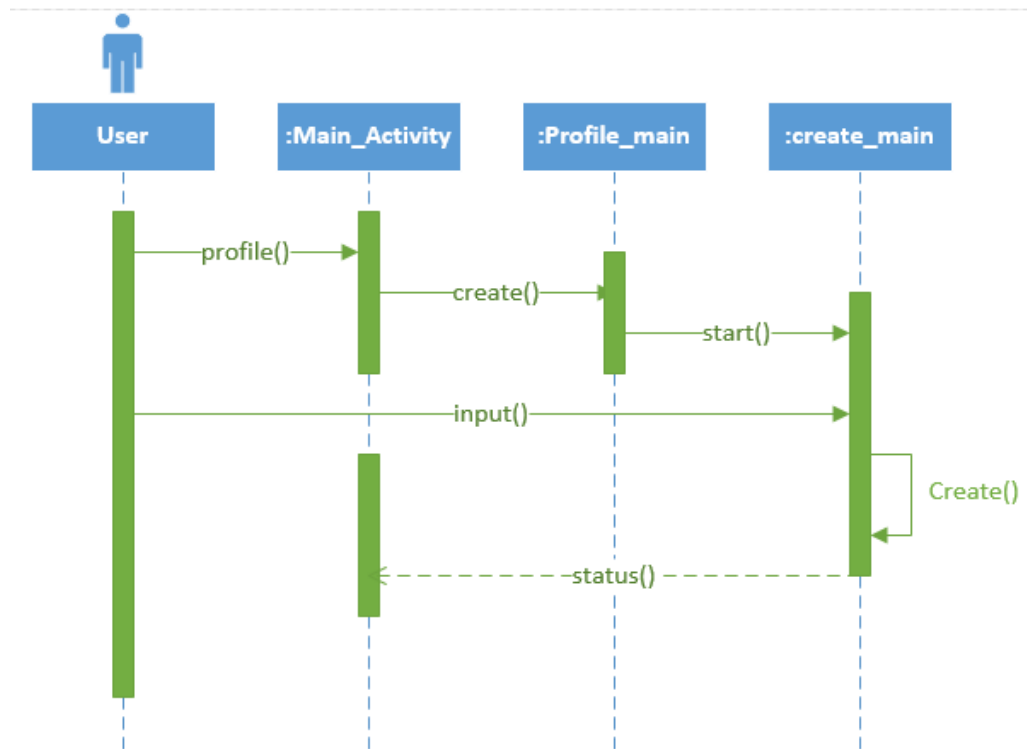 User
:Main_Activity
:Profile_main
:create_main
profile()
create()
start()
input()
Create()
status()